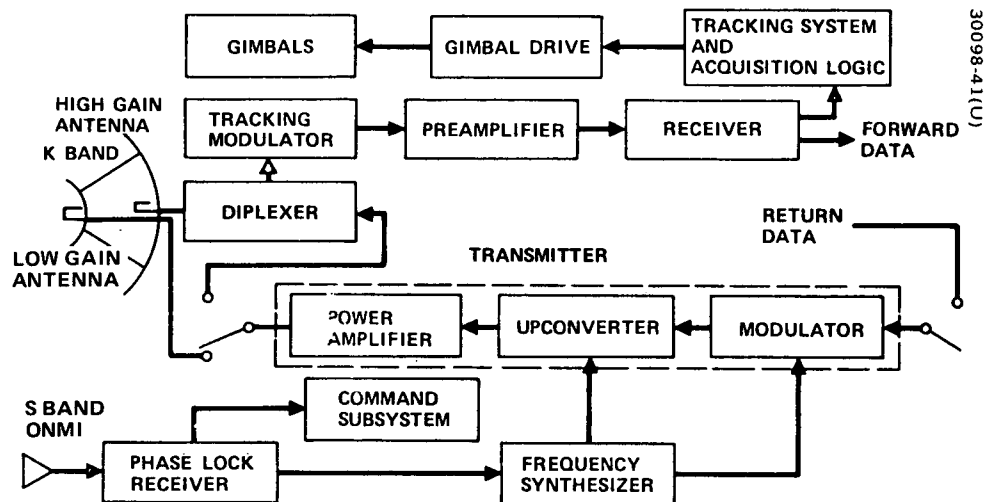 GIMBALS
GIMBAL DRIVE
TRACKING SYSTEM
AND
ACQUISITION LOGIC
30098-41(U)
HIGH GAIN
ANTENNA
K BAND
TRACKING
MODULATOR
PREAMPLIFIER
RECEIVER
FORWARD
DATA
DIPLEXER
LOW GAIN
ANTENNA
RETURN
DATA
TRANSMITTER
POWER
AMPLIFIER
UPCONVERTER
MODULATOR
S BAND
ONMI
COMMAND
SUBSYSTEM
PHASE LOCK
RECEIVER
FREQUENCY
SYNTHESIZER